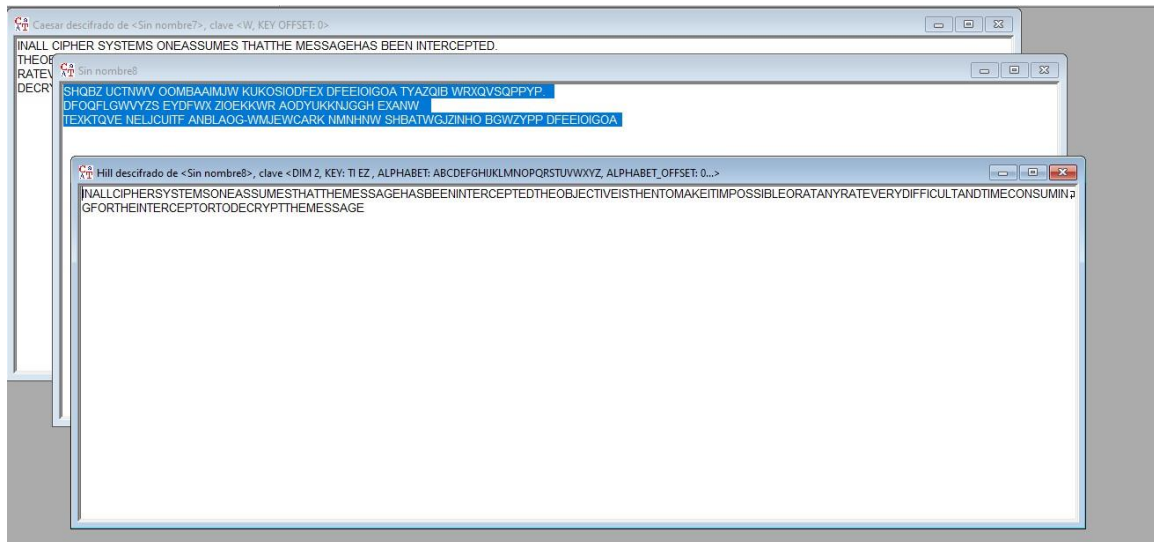 Caesar descifrado de <Sin nombre7>, clave <W, KEY OFFSET: 0>
INALL CIPHER SYSTEMS ONEASSUMES THATTHE MESSAGEHAS BEEN INTERCEPTED.
THEOB
RATEV
DECRY
Sin nombre8
SHQBZ UCTNWV OOMBAAIMJW KUKOSIODFEX DFEEIOIGOA TYAZQIB WRXQVSQPPYP.
DFOQFLGWVYZS EYDFWX ZIOEKKWR AODYUKKNJGGH EXANW
TEXKTQVE NELJCUITF ANBLAOG-WMJEWCARK NMNHNW SHBATWGJZINHO BGWZYPP DFEEIOIGOA
Hill descifrado de <Sin nombre8>, clave <DIM 2, KEY: TI EZ , ALPHABET: ABCDEFGHIJKLMNOPQRSTUVWXYZ, ALPHABET_OFFSET: 0...>
INALLCIPHERSYSTEMSONEASSUMESTHATTHEMESSAGEHASBEENINTERCEPTEDTHEOBJECTIVEISTHENTOMAKEITIMPOSSIBLEORATANYRATEVERYDIFFICULTANDTIMECONSUMIN
GFORTHEINTERCEPTORTODECRYPTTHEMESSAGE